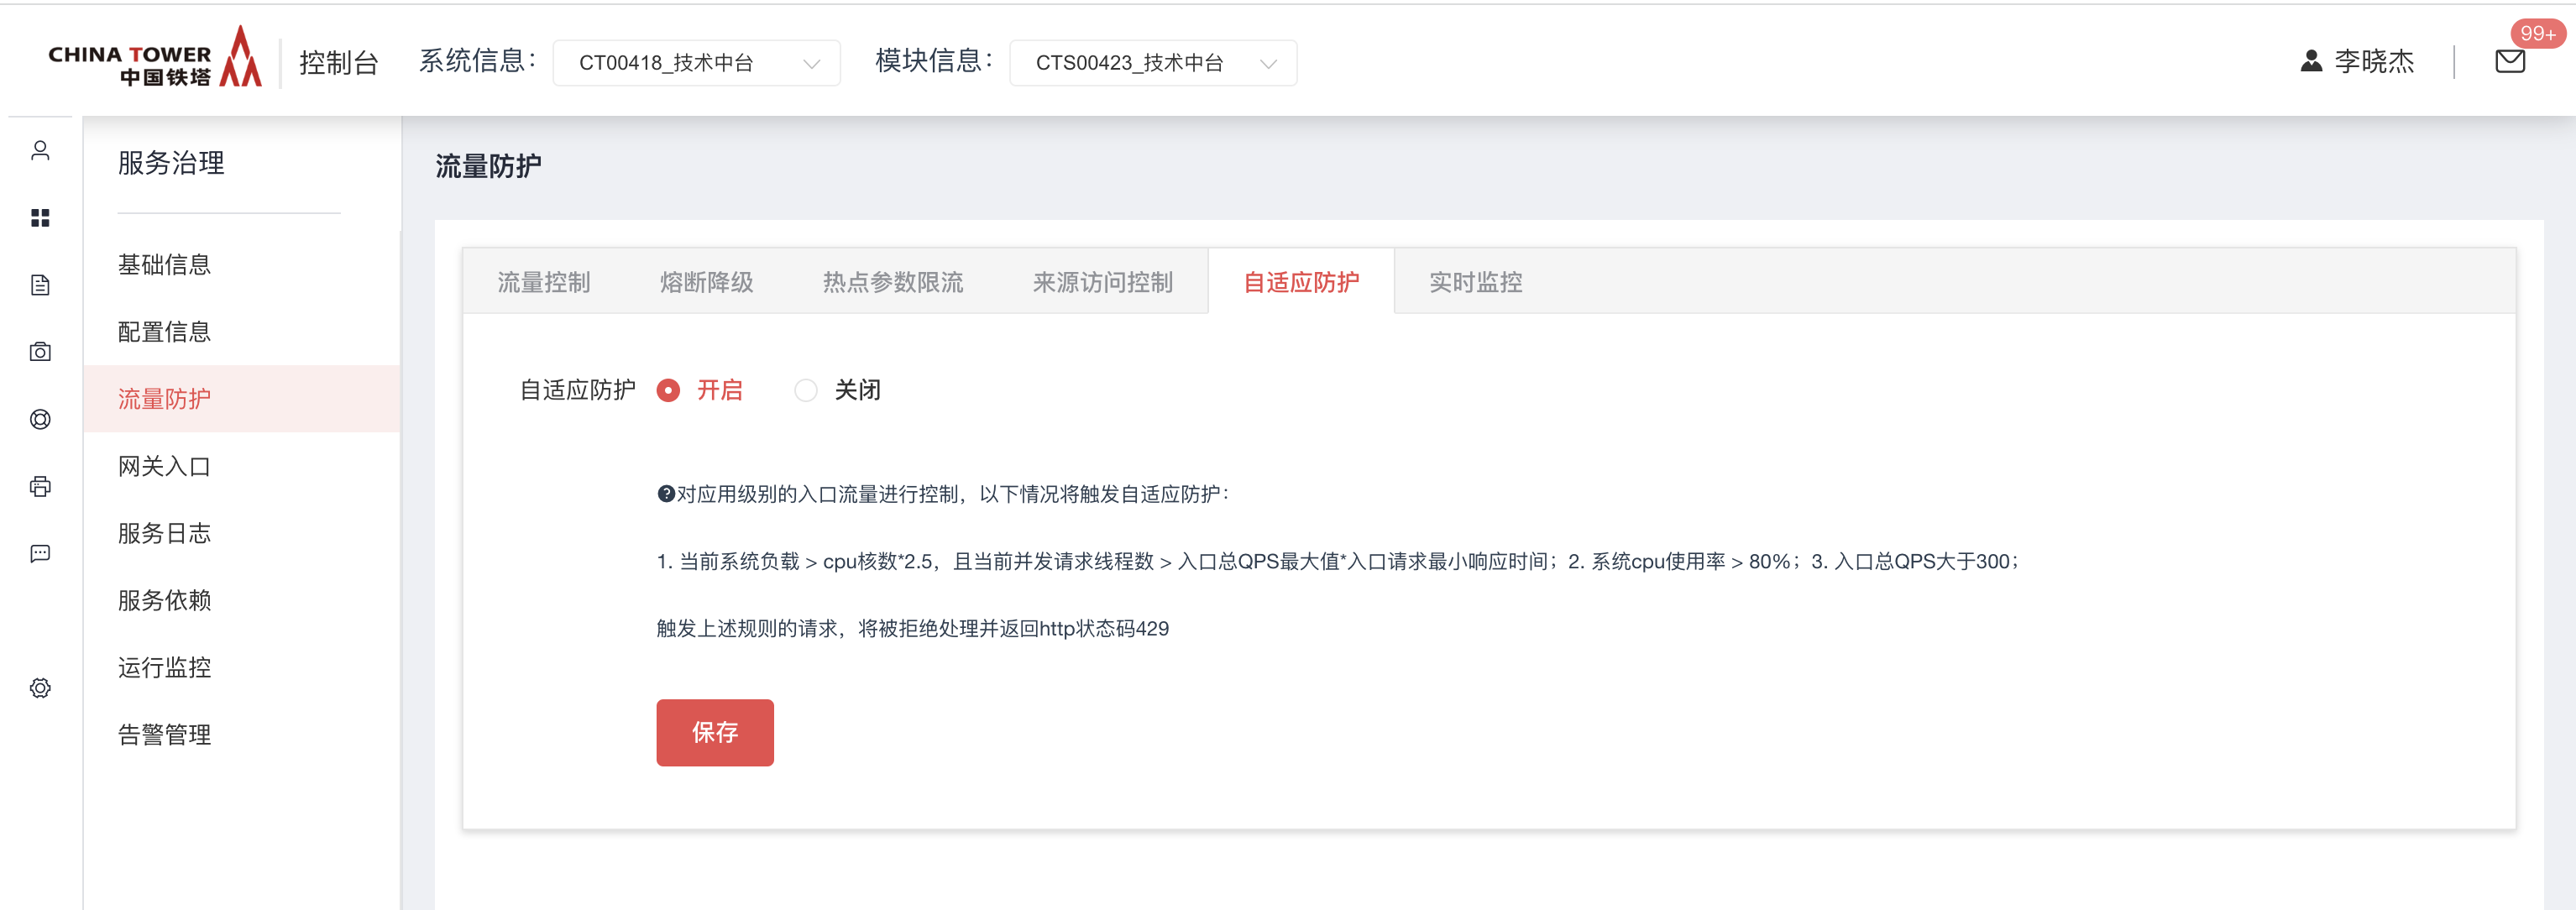 CHINA TOWER
中国铁塔
控制台
系统信息：
CT00418_技术中台
模块信息：
CTS00423_技术中台
李晓杰
99+
服务治理
基础信息
配置信息
流量防护
网关入口
服务日志
服务依赖
运行监控
告警管理
流量防护
流量控制
熔断降级
热点参数限流
来源访问控制
自适应防护
实时监控
自适应防护
开启
关闭
对应用级别的入口流量进行控制，以下情况将触发自适应防护：
1. 当前系统负载 > cpu核数*2.5，且当前并发请求线程数 > 入口总QPS最大值*入口请求最小响应时间；2. 系统cpu使用率 > 80%；3. 入口总QPS大于300；
触发上述规则的请求，将被拒绝处理并返回http状态码429
保存